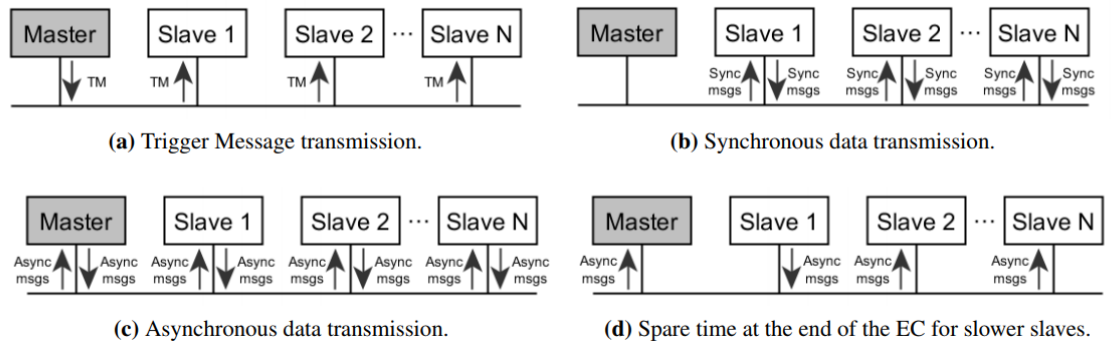 Master Slave 1 Slave 2 ... Slave N
TM TM TM TM
(a) Trigger Message transmission.
Master Slave 1 Slave 2 ... Slave N
Sync Sync Sync Sync Sync Sync
msgs msgs msgs msgs msgs msgs
(b) Synchronous data transmission.
Master Slave 1 Slave 2 ... Slave N
Async Async Async Async Async Async Async Async
msgs msgs msgs msgs msgs msgs msgs msgs
(c) Asynchronous data transmission.
Master Slave 1 Slave 2 ... Slave N
Async Async Async Async
msgs msgs msgs msgs
(d) Spare time at the end of the EC for slower slaves.